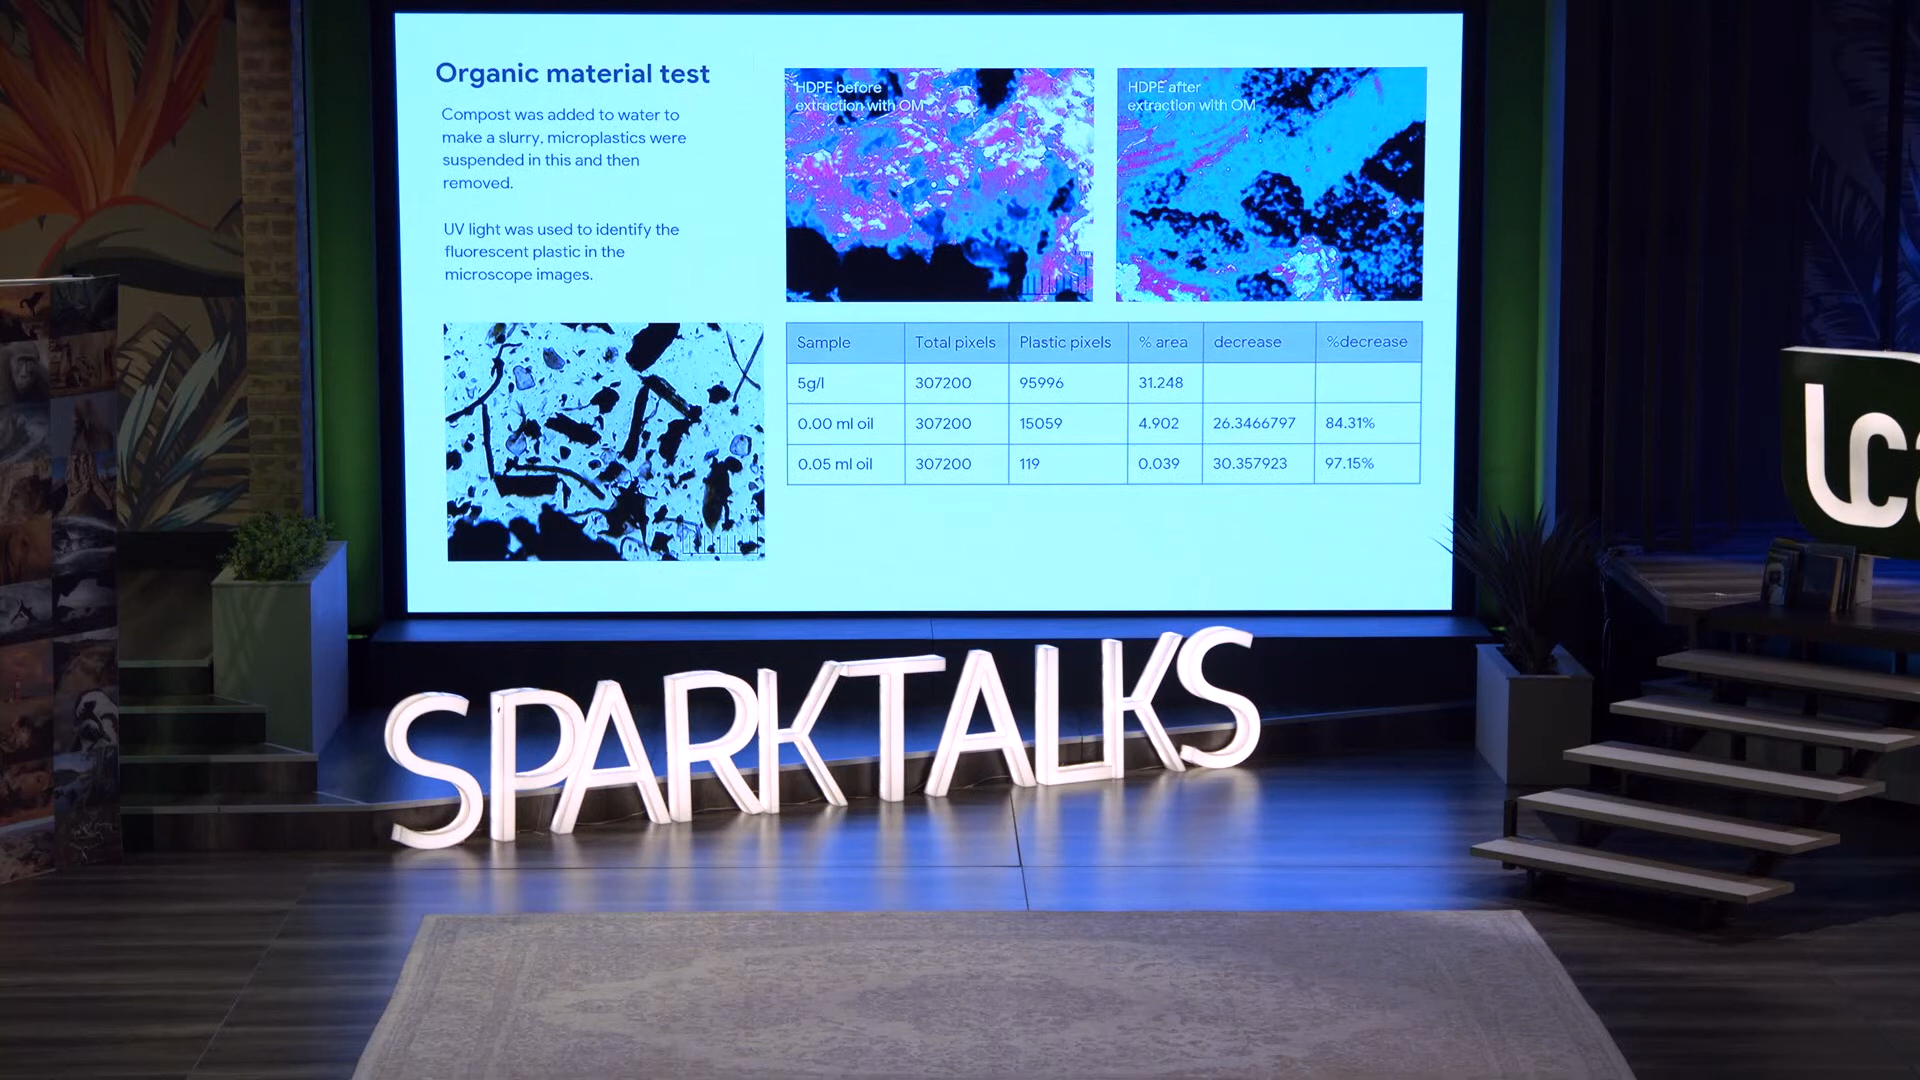 Organic material test
Compost was added to water to
make a slurry, microplastics were
suspended in this and then
removed.
UV light was used to identify the
fluorescent plastic in the
microscope images.
HDPE before
extraction with OM
HDPE after
extraction with OM
Sample Total pixels Plastic pixels % area decrease %decrease
5g/l 307200 95996 31.248
0.00 ml oil 307200 15059 4.902 26.3466797 84.31%
0.05 ml oil 307200 119 0.039 30.357923 97.15%
SPARKTALKS